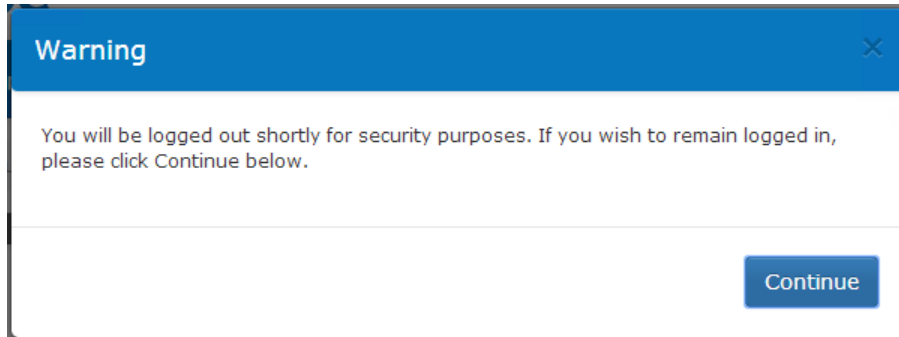 Warning
You will be logged out shortly for security purposes. If you wish to remain logged in,
please click Continue below.
Continue